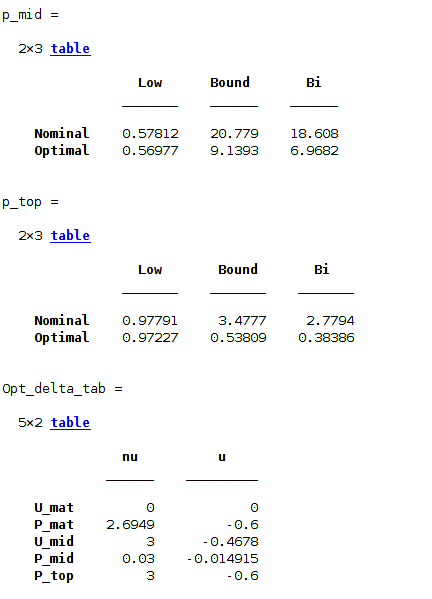 p_mid =
2×3 table
Low Bound Bi
Nominal 0.57812 20.779 18.608
Optimal 0.56977 9.1393 6.9682
p_top =
2×3 table
Low Bound Bi
Nominal 0.97791 3.4777 2.7794
Optimal 0.97227 0.53809 0.38386
Opt_delta_tab =
5×2 table
nu u
U_mat 0 0
P_mat 2.6949 -0.6
U_mid 3 -0.4678
P_mid 0.03 -0.014915
P_top 3 -0.6